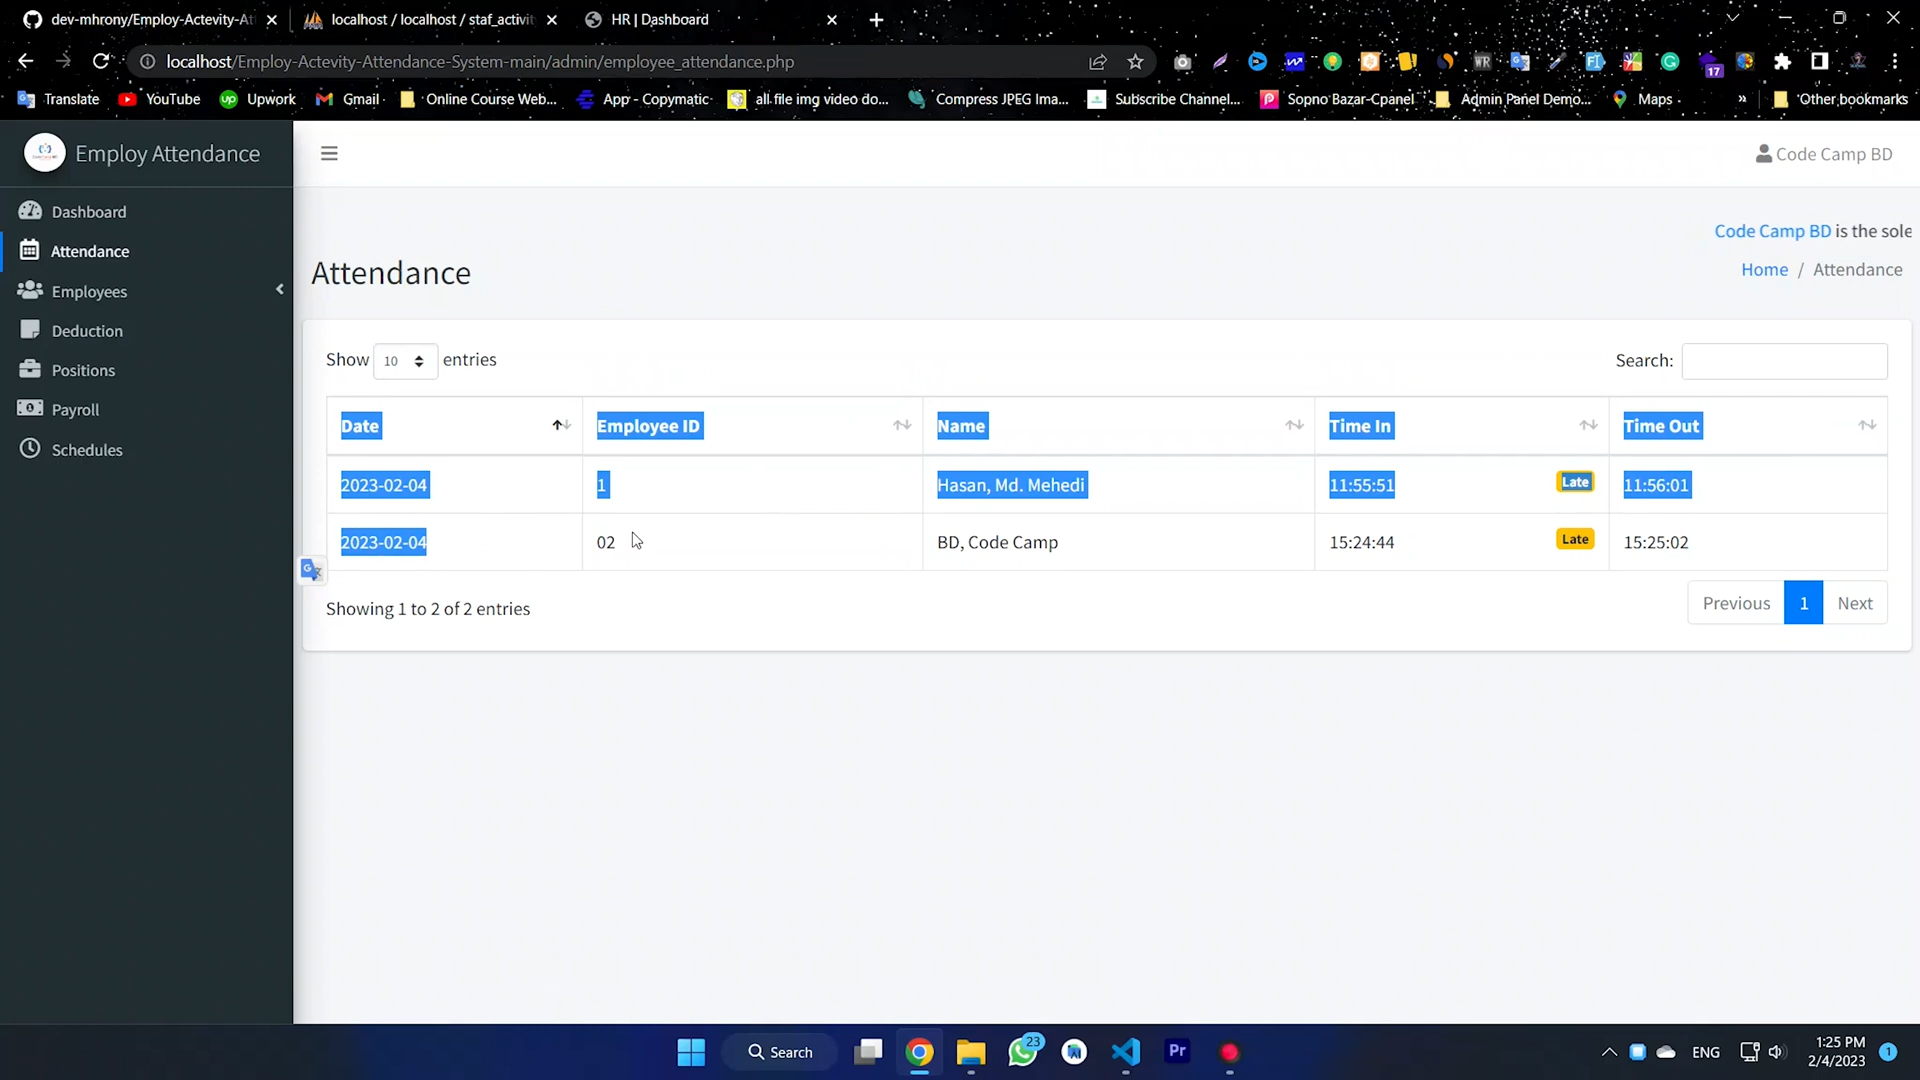 dev-mhrony/Employ-Actevity-At
localhost / localhost / staf_activit
HR | Dashboard
localhost/Employ-Actevity-Attendance-System-main/admin/employee_attendance.php
17
Translate
YouTube
Upwork
Gmail
Online Course Web...
App - Copymatic
all file img video do...
Compress JPEG Ima...
Subscribe Channel...
Sopno Bazar-Cpanel
Admin Panel Demo...
Maps
»
Other bookmarks
Employ Attendance
Code Camp BD
Dashboard
Attendance
Employees
Deduction
Positions
Payroll
Schedules
Code Camp BD is the sole
Attendance
Home / Attendance
Show 10 entries
Search:
Date Employee ID Name Time In Time Out
2023-02-04 1 Hasan, Md. Mehedi 11:55:51 Late 11:56:01
2023-02-04 02 BD, Code Camp 15:24:44 Late 15:25:02
Showing 1 to 2 of 2 entries
Previous 1 Next
Search
23
Pr
ENG
1:25 PM
2/4/2023
1